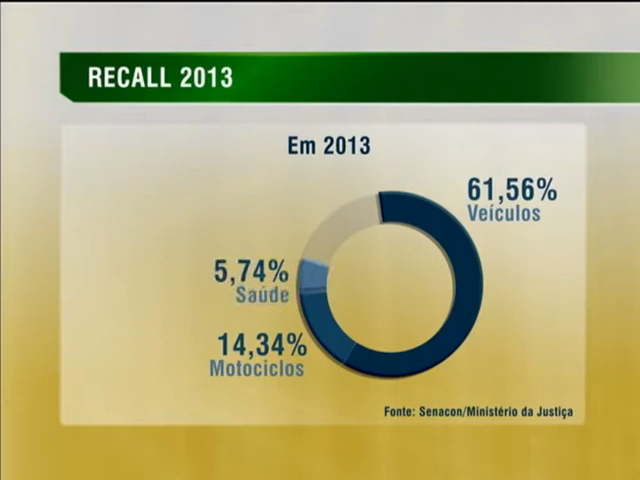 RECALL 2013
Em 2013
61,56%
Veículos
5,74%
Saúde
14,34%
Motociclos
Fonte: Senacon/Ministério da Justiça